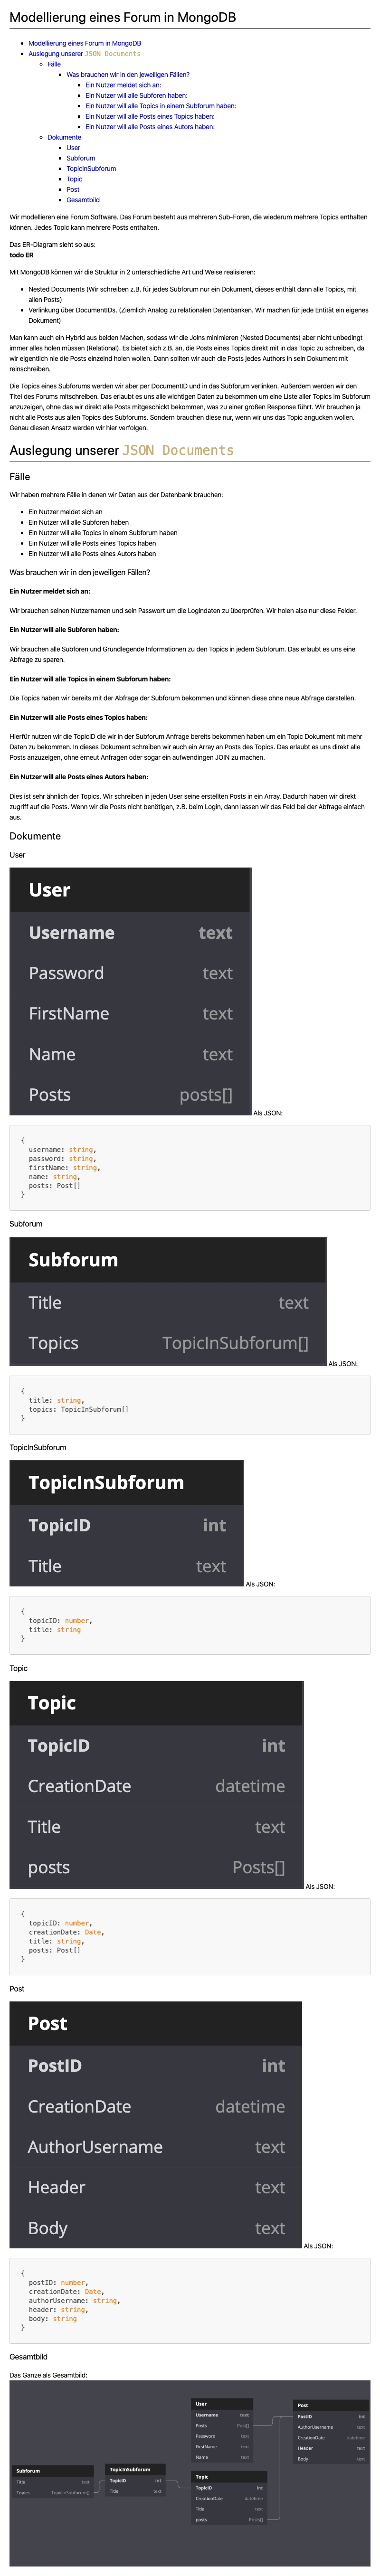 Modellierung eines Forum in MongoDB
Modellierung eines Forum in MongoDB
Auslegung unserer JSON Documents
Fälle
Was brauchen wir in den jeweiligen Fällen?
Ein Nutzer meldet sich an:
Ein Nutzer will alle Subforen haben:
Ein Nutzer will alle Topics in einem Subforum haben:
Ein Nutzer will alle Posts eines Topics haben:
Ein Nutzer will alle Posts eines Autors haben:
Dokumente
User
Subforum
TopicInSubforum
Topic
Post
Gesamtbild
Wir modellieren eine Forum Software. Das Forum besteht aus mehreren Sub-Foren, die wiederum mehrere Topics enthalten
können. Jedes Topic kann mehrere Posts enthalten.
Das ER-Diagram sieht so aus:
todo ER
Mit MongoDB können wir die Struktur in 2 unterschiedliche Art und Weise realisieren:
Nested Documents (Wir schreiben z.B. für jedes Subforum nur ein Dokument, dieses enthält dann alle Topics, mit
allen Posts)
Verlinkung über DocumentIDs. (Ziemlich Analog zu relationalen Datenbanken. Wir machen für jede Entität ein eigenes
Dokument)
Man kann auch ein Hybrid aus beiden Machen, sodass wir die Joins minimieren (Nested Documents) aber nicht unbedingt
immer alles holen müssen (Relational). Es bietet sich z.B. an, die Posts eines Topics direkt mit in das Topic zu schreiben, da
wir eigentlich nie die Posts einzelnd holen wollen. Dann sollten wir auch die Posts jedes Authors in sein Dokument mit
reinschreiben.
Die Topics eines Subforums werden wir aber per DocumentID und in das Subforum verlinken. Außerdem werden wir den
Titel des Forums mitschreiben. Das erlaubt es uns alle wichtigen Daten zu bekommen um eine Liste aller Topics im Subforum
anzuzeigen, ohne das wir direkt alle Posts mitgeschickt bekommen, was zu einer großen Response führt. Wir brauchen ja
nicht alle Posts aus allen Topics des Subforums. Sondern brauchen diese nur, wenn wir uns das Topic angucken wollen.
Genau diesen Ansatz werden wir hier verfolgen.
Auslegung unserer JSON Documents
Fälle
Wir haben mehrere Fälle in denen wir Daten aus der Datenbank brauchen:
Ein Nutzer meldet sich an
Ein Nutzer will alle Subforen haben
Ein Nutzer will alle Topics in einem Subforum haben
Ein Nutzer will alle Posts eines Topics haben
Ein Nutzer will alle Posts eines Autors haben
Was brauchen wir in den jeweiligen Fällen?
Ein Nutzer meldet sich an:
Wir brauchen seinen Nutzernamen und sein Passwort um die Logindaten zu überprüfen. Wir holen also nur diese Felder.
Ein Nutzer will alle Subforen haben:
Wir brauchen alle Subforen und Grundlegende Informationen zu den Topics in jedem Subforum. Das erlaubt es uns eine
Abfrage zu sparen.
Ein Nutzer will alle Topics in einem Subforum haben:
Die Topics haben wir bereits mit der Abfrage der Subforum bekommen und können diese ohne neue Abfrage darstellen.
Ein Nutzer will alle Posts eines Topics haben:
Hierfür nutzen wir die TopicID die wir in der Subforum Anfrage bereits bekommen haben um ein Topic Dokument mit mehr
Daten zu bekommen. In dieses Dokument schreiben wir auch ein Array an Posts des Topics. Das erlaubt es uns direkt alle
Posts anzuzeigen, ohne erneut Anfragen oder sogar ein aufwendingen JOIN zu machen.
Ein Nutzer will alle Posts eines Autors haben:
Dies ist sehr ähnlich der Topics. Wir schreiben in jeden User seine erstellten Posts in ein Array. Dadurch haben wir direkt
zugriff auf die Posts. Wenn wir die Posts nicht benötigen, z.B. beim Login, dann lassen wir das Feld bei der Abfrage einfach
aus.
Dokumente
User
User
Username text
Password text
FirstName text
Name text
Posts posts[]
Als JSON:
{
username: string,
password: string,
firstName: string,
name: string,
posts: Post[]
}
Subforum
Subforum
Title text
Topics TopicInSubforum[]
Als JSON:
{
title: string,
topics: TopicInSubforum[]
}
TopicInSubforum
TopicInSubforum
TopicID int
Title text
Als JSON:
{
topicID: number,
title: string
}
Topic
Topic
TopicID int
CreationDate datetime
Title text
posts Posts[]
Als JSON:
{
topicID: number,
creationDate: Date,
title: string,
posts: Post[]
}
Post
Post
PostID int
CreationDate datetime
AuthorUsername text
Header text
Body text
Als JSON:
{
postID: number,
creationDate: Date,
authorUsername: string,
header: string,
body: string
}
Gesamtbild
Das Ganze als Gesamtbild:
Subforum
Title text
Topics TopicInSubforum[]
TopicInSubforum
TopicID int
Title text
User
Username text
Posts Post[]
Password text
FirstName text
Name text
Topic
TopicID int
CreationDate datetime
Title text
posts Post[]
Post
PostID int
AuthorUsername text
CreationDate datetime
Header text
Body text